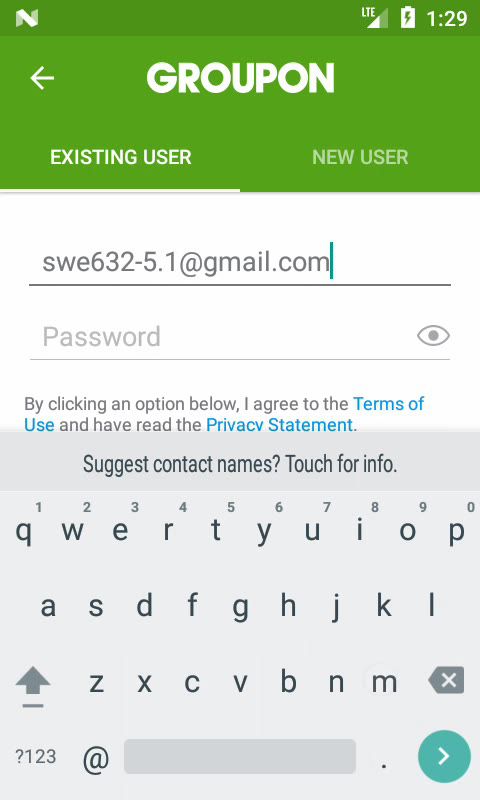 LTE 1:29
GROUPON
EXISTING USER NEW USER
swe632-5.1@gmail.com
Password
By clicking an option below, I agree to the Terms of
Use and have read the Privacy Statement.
Suggest contact names? Touch for info.
1 2 3 4 5 6 7 8 9 0
q w e r t y u i o p
a s d f g h j k l
z x c v b n m
?123 @ .